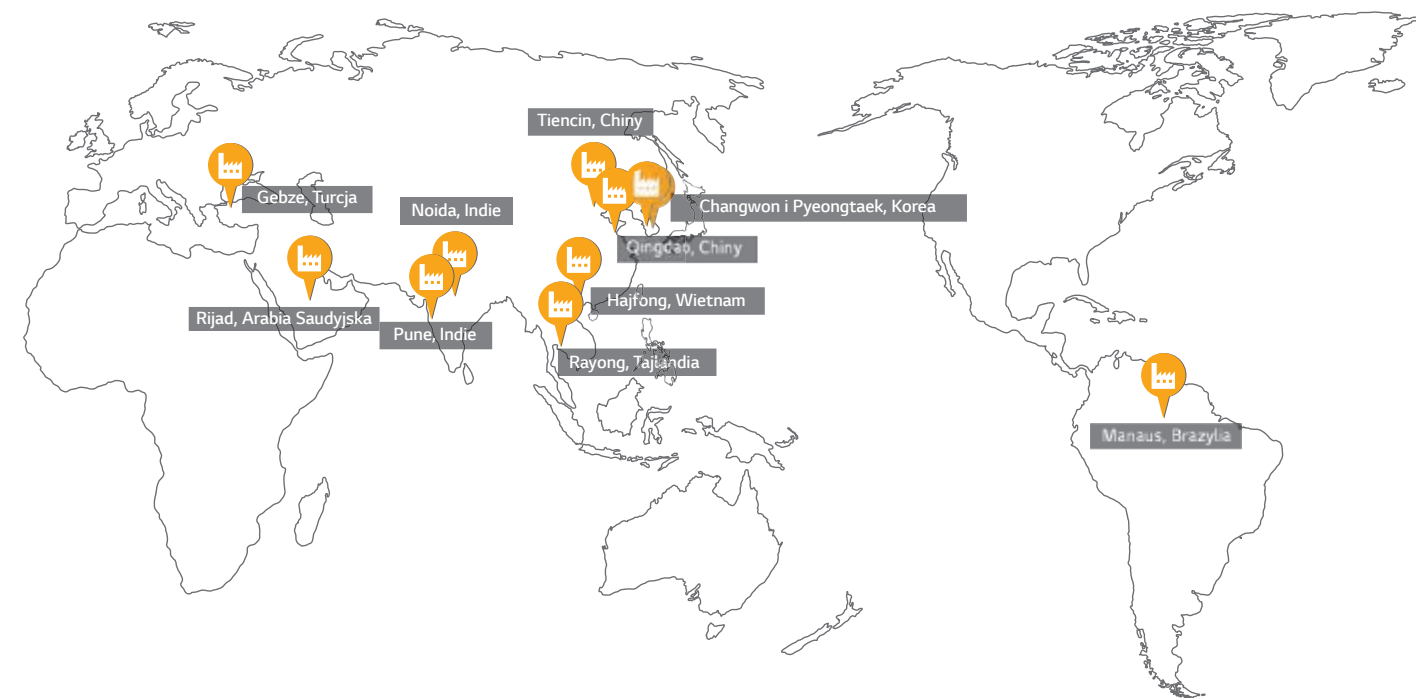 Tiencin, Chiny
Gebze, Turcja
Noida, Indie
Changwon i Pyeongtaek, Korea
Qingdao, Chiny
Hajfong, Wietnam
Rijad, Arabia Saudyjska
Pune, Indie
Rayong, Tajlandia
Manaus, Brazylia